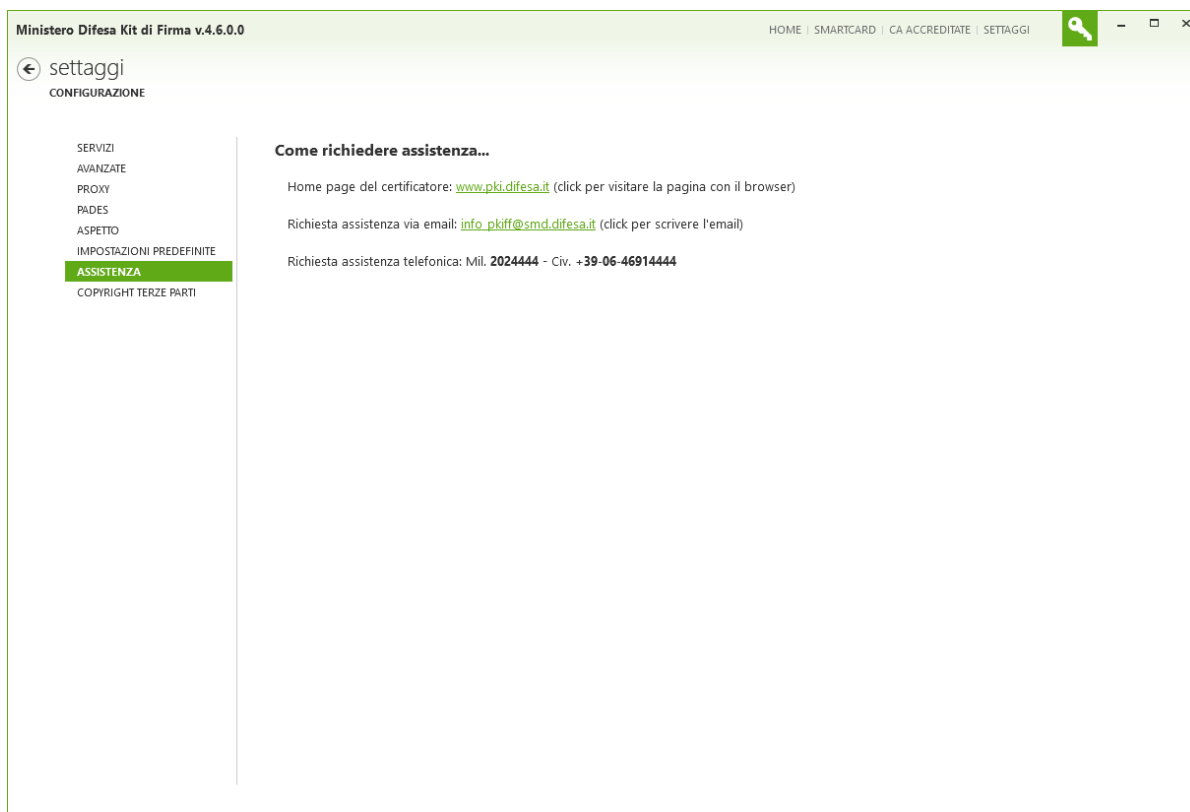 Ministero Difesa Kit di Firma v.4.6.0.0
HOME | SMARTCARD | CA ACCREDITATE | SETTAGGI
settaggi
CONFIGURAZIONE
SERVIZI
AVANZATE
PROXY
PADES
ASPETTO
IMPOSTAZIONI PREDEFINITE
ASSISTENZA
COPYRIGHT TERZE PARTI
Come richiedere assistenza...
Home page del certificatore: www.pki.difesa.it (click per visitare la pagina con il browser)
Richiesta assistenza via email: info_pkiff@smd.difesa.it (click per scrivere l'email)
Richiesta assistenza telefonica: Mil. 2024444 - Civ. +39-06-46914444